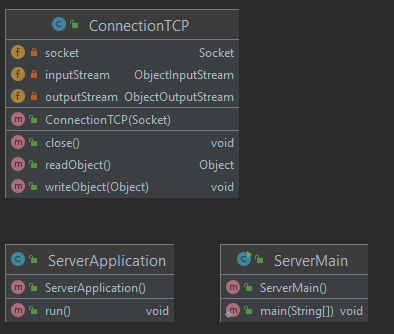 ConnectionTCP
socket Socket
inputStream ObjectInputStream
outputStream ObjectOutputStream
ConnectionTCP(Socket)
close() void
readObject() Object
writeObject(Object) void
ServerApplication
ServerApplication()
run() void
ServerMain
ServerMain()
main(String[]) void